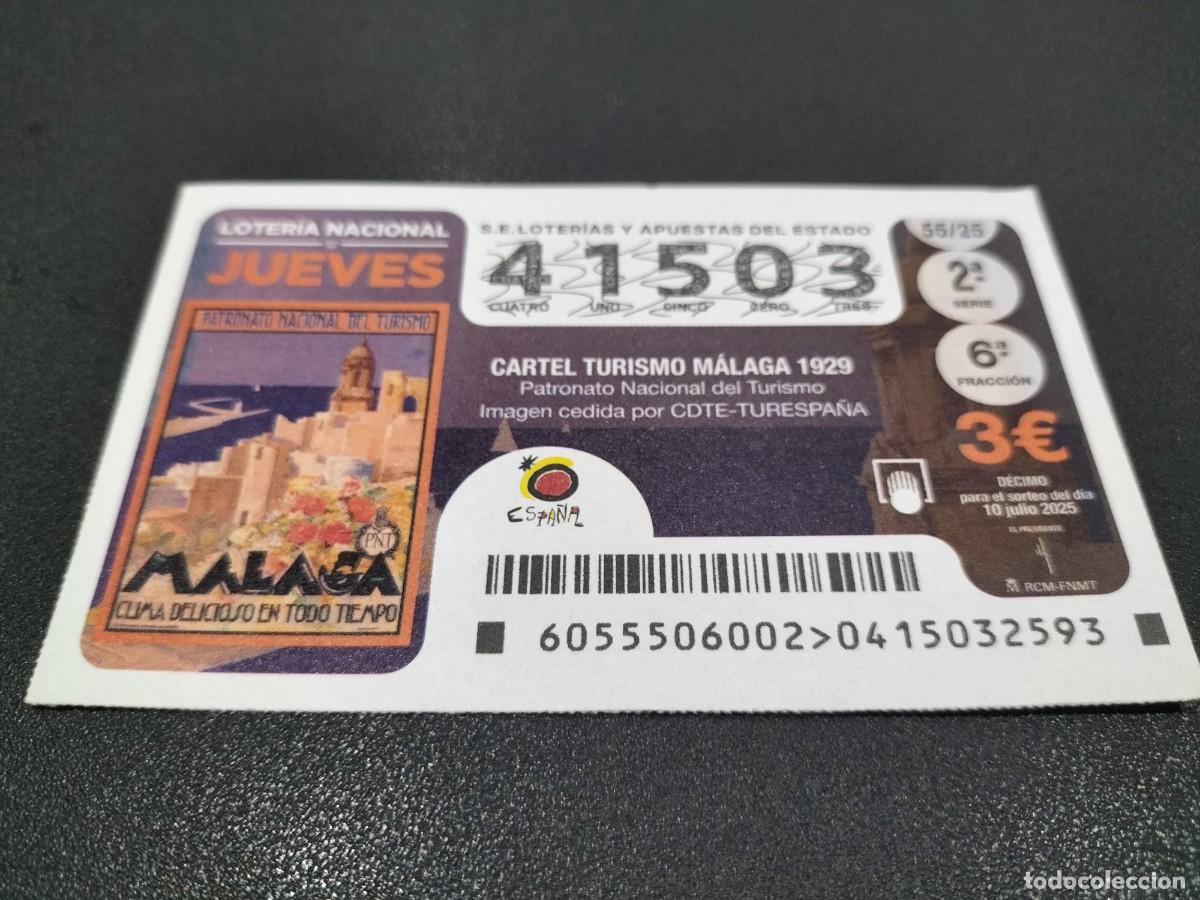 LOTERÍA NACIONAL
JUEVES
PATRONATO NACIONAL DEL TURISMO
PNT
MALAGA
CLIMA DELICIOSO EN TODO TIEMPO
S.E.LOTERÍAS Y APUESTAS DEL ESTADO
41503
CUATRO UNO CINCO CERO TRES
CARTEL TURISMO MÁLAGA 1929
Patronato Nacional del Turismo
Imagen cedida por CDTE-TURESPAÑA
ESPAÑA
55/25
2ª
SERIE
6ª
FRACCIÓN
3€
DÉCIMO
para el sorteo del día
10 julio 2025
EL PRESIDENTE
RCM-FNMT
6055506002>0415032593
todocoleccion